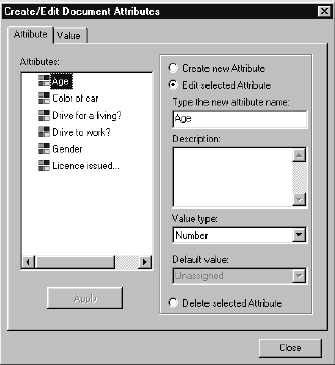 Create/Edit Document Attributes
Attribute Value
Attributes:
Age
Color of car
Drive for a living?
Drive to work?
Gender
Licence issued...
Apply
Create new Attribute
Edit selected Attribute
Type the new attribute name:
Age
Description:
Value type:
Number
Default value:
Unassigned
Delete selected Attribute
Close